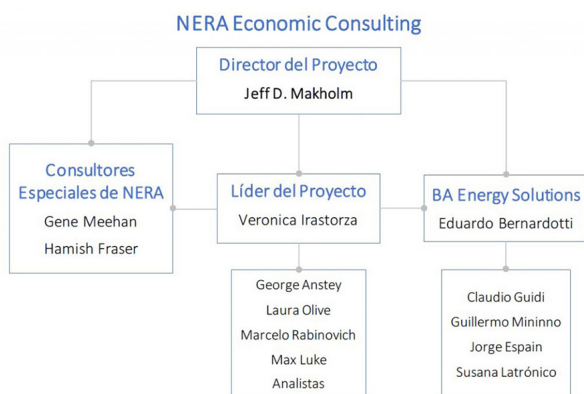 NERA Economic Consulting
Director del Proyecto
Jeff D. Makholm
Consultores
Especiales de NERA
Gene Meehan
Hamish Fraser
Líder del Proyecto
Veronica Irastorza
BA Energy Solutions
Eduardo Bernardotti
George Anstey
Laura Olive
Marcelo Rabinovich
Max Luke
Analistas
Claudio Guidi
Guillermo Mininno
Jorge Espain
Susana Latrónico